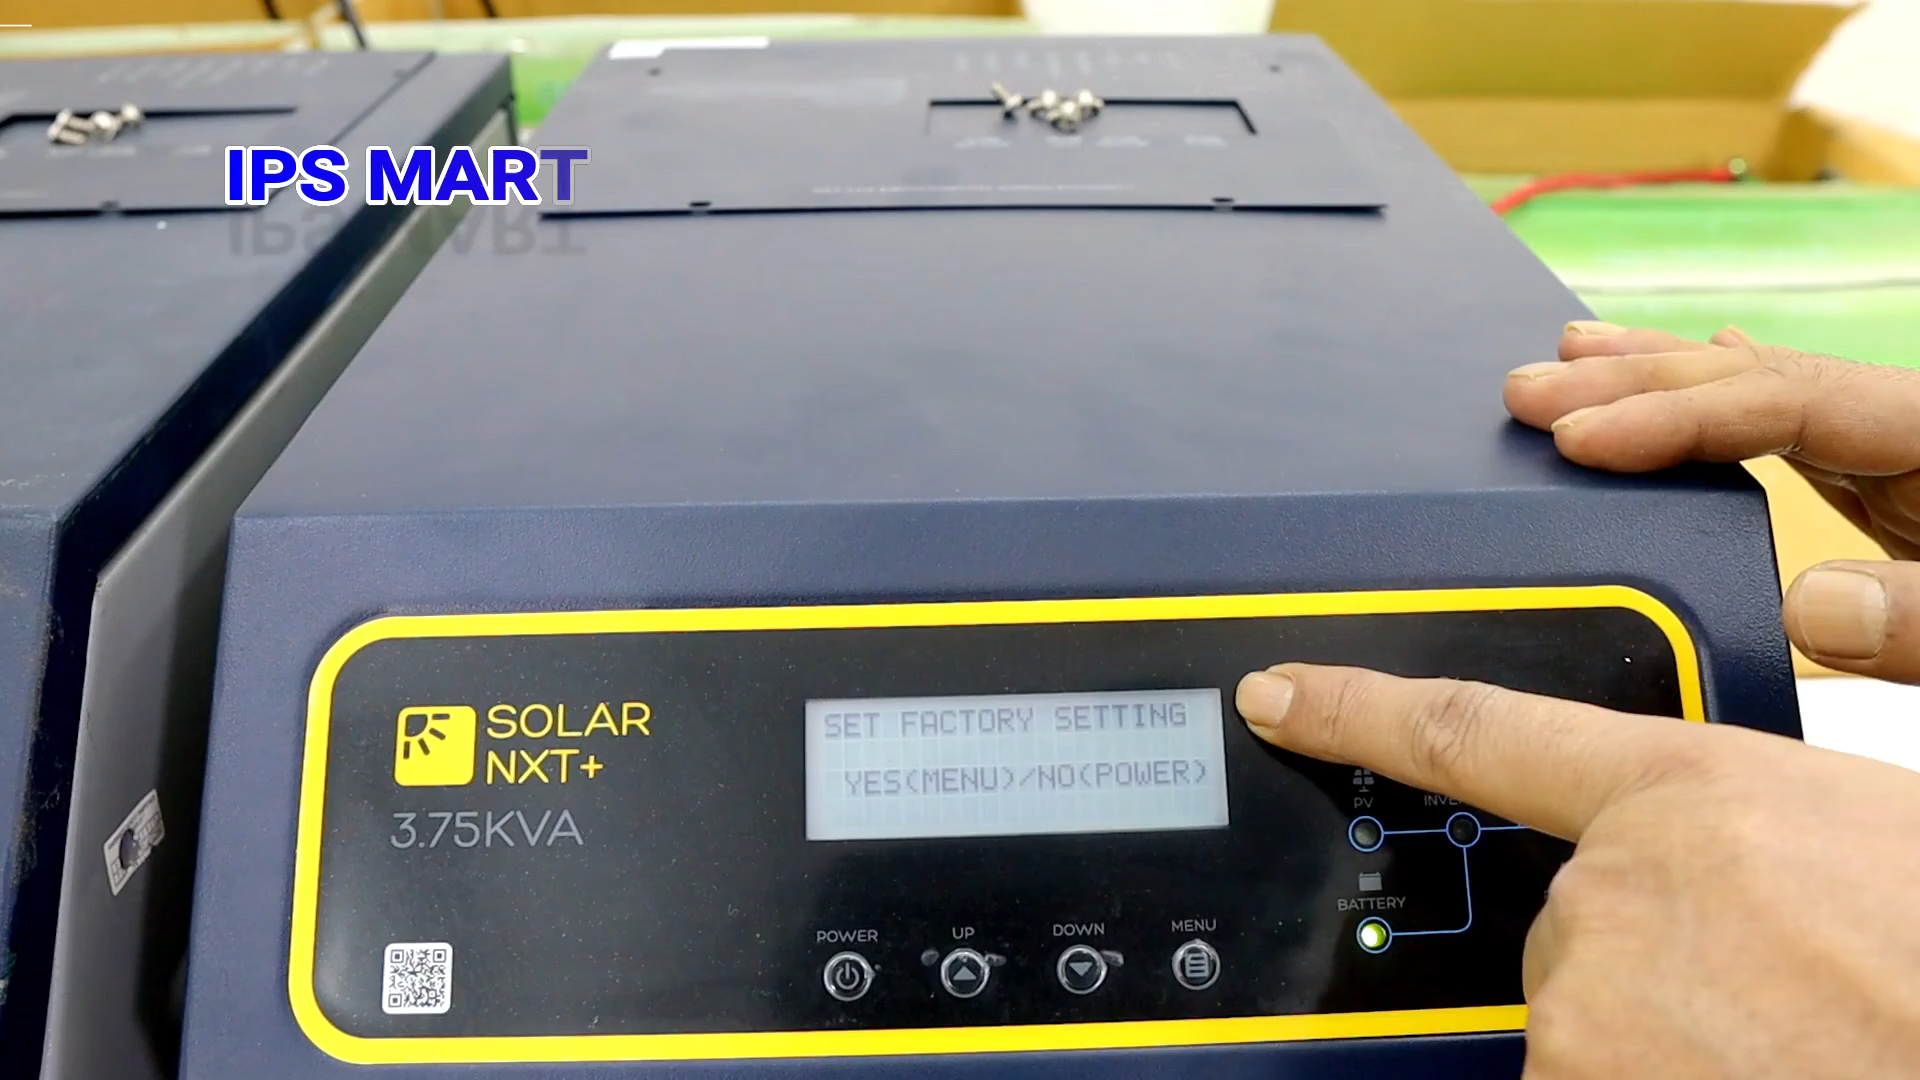 IPS MART
SOLAR
NXT+
3.75KVA
SET FACTORY SETTING
YES(MENU)/NO(POWER)
PV
BATTERY
POWER
UP
DOWN
MENU